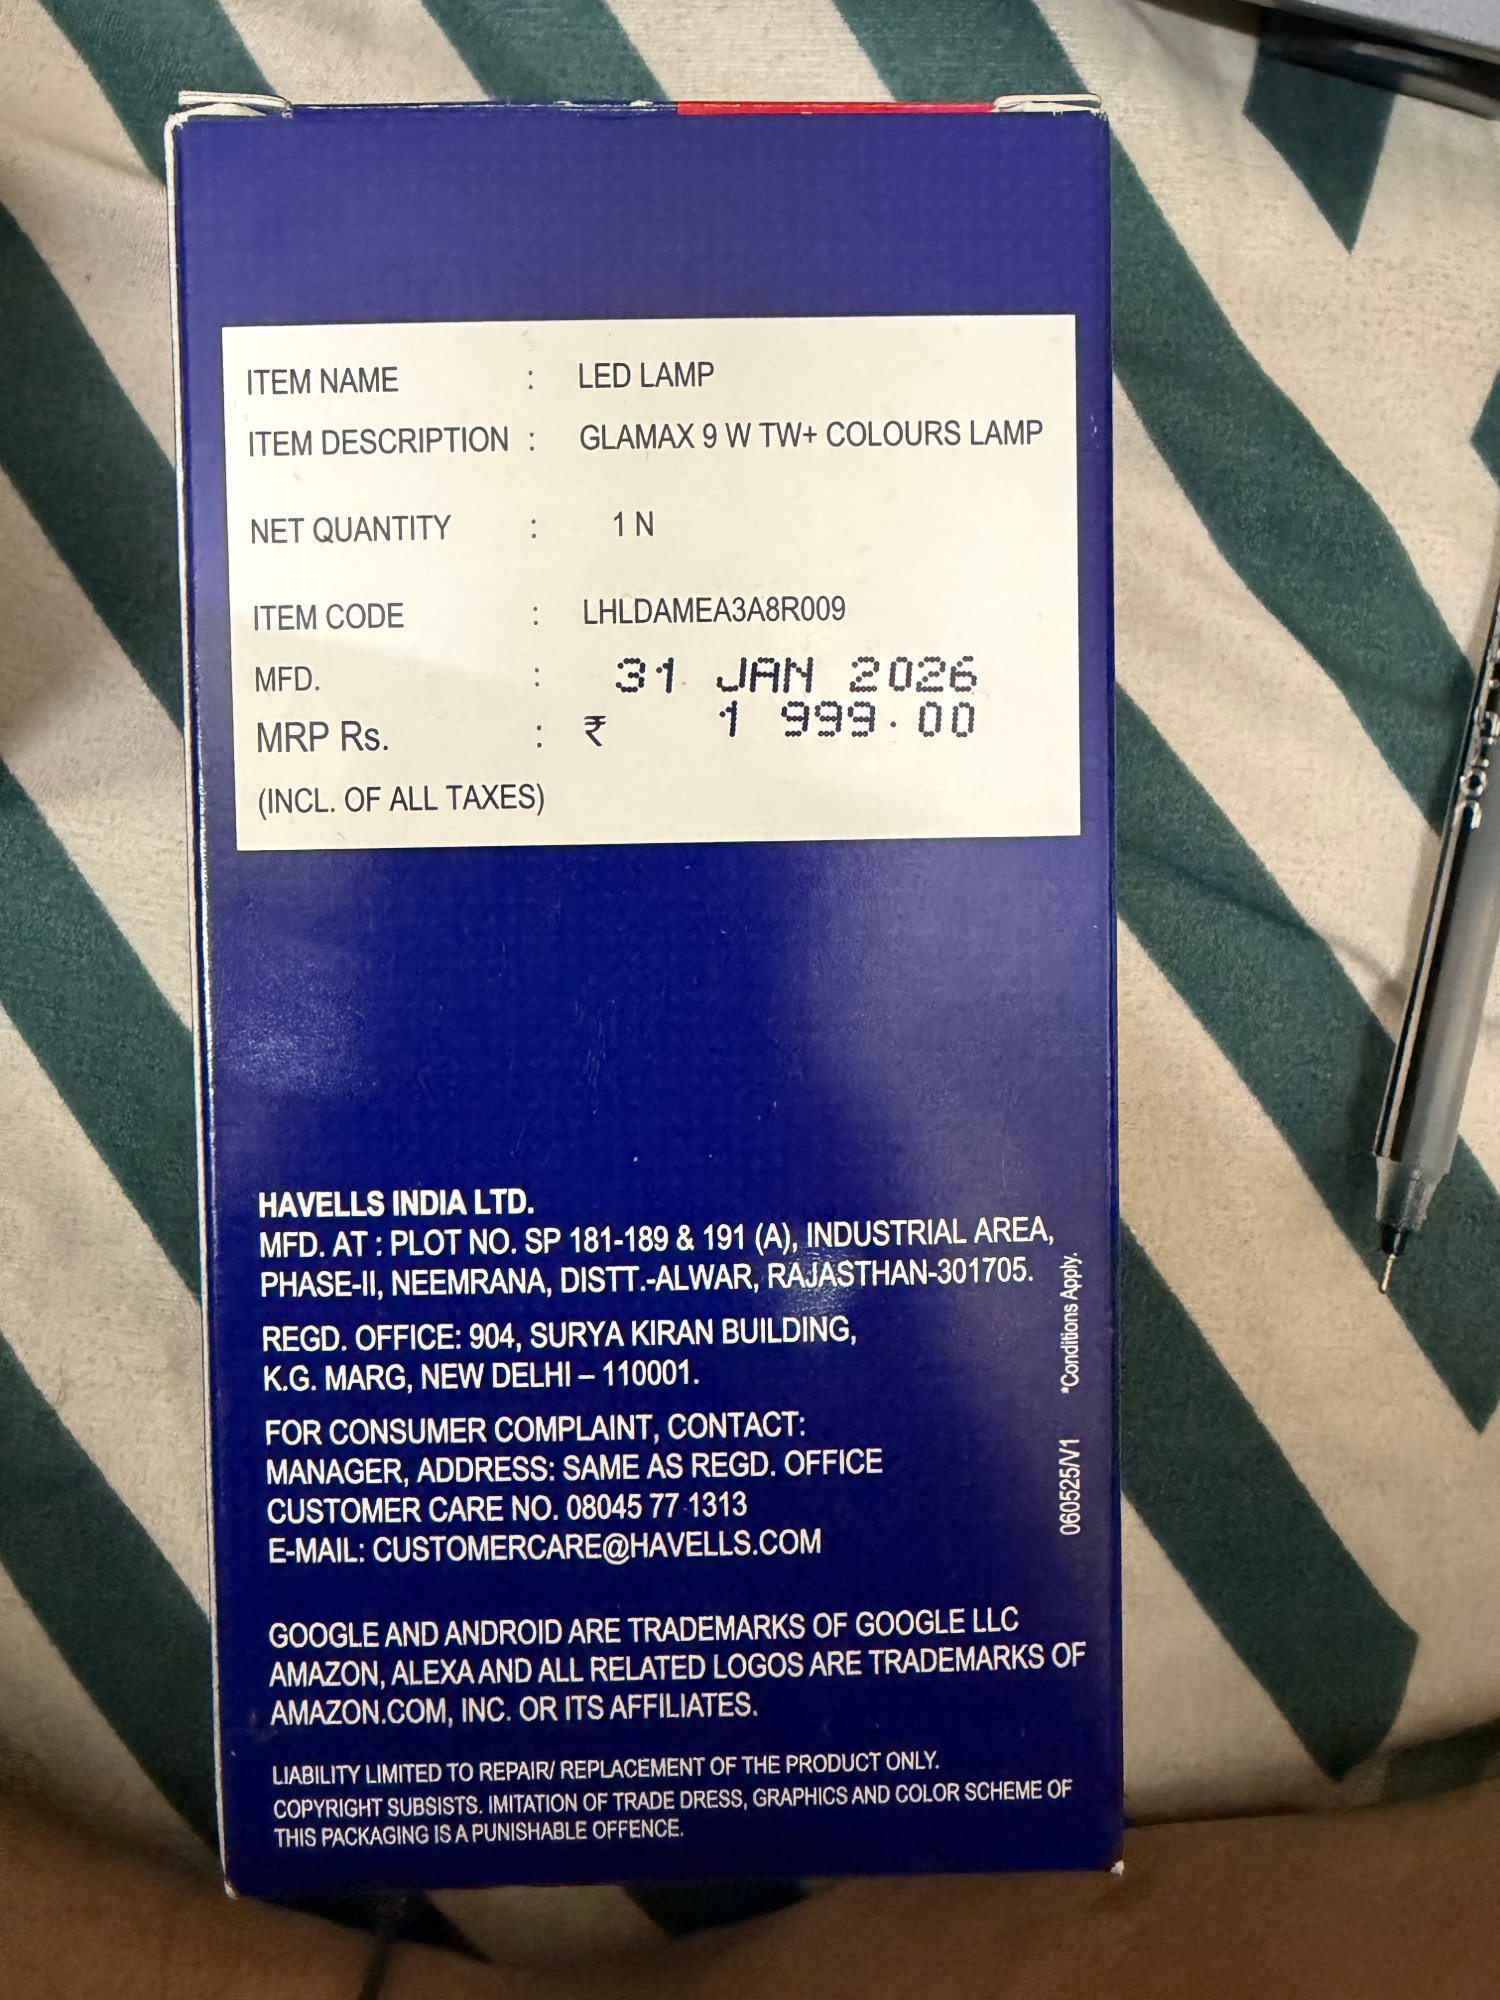 ITEM NAME : LED LAMP
ITEM DESCRIPTION : GLAMAX 9 W TW+ COLOURS LAMP
NET QUANTITY : 1 N
ITEM CODE : LHLDAMEA3A8R009
MFD. : 31 JAN 2026
MRP Rs. : ₹ 1 999.00
(INCL. OF ALL TAXES)
HAVELLS INDIA LTD.
MFD. AT : PLOT NO. SP 181-189 & 191 (A), INDUSTRIAL AREA,
PHASE-II, NEEMRANA, DISTT.-ALWAR, RAJASTHAN-301705.
REGD. OFFICE: 904, SURYA KIRAN BUILDING,
K.G. MARG, NEW DELHI – 110001.
FOR CONSUMER COMPLAINT, CONTACT:
MANAGER, ADDRESS: SAME AS REGD. OFFICE
CUSTOMER CARE NO. 08045 77 1313
E-MAIL: CUSTOMERCARE@HAVELLS.COM
GOOGLE AND ANDROID ARE TRADEMARKS OF GOOGLE LLC
AMAZON, ALEXA AND ALL RELATED LOGOS ARE TRADEMARKS OF
AMAZON.COM, INC. OR ITS AFFILIATES.
LIABILITY LIMITED TO REPAIR/ REPLACEMENT OF THE PRODUCT ONLY.
COPYRIGHT SUBSISTS. IMITATION OF TRADE DRESS, GRAPHICS AND COLOR SCHEME OF
THIS PACKAGING IS A PUNISHABLE OFFENCE.
060525/V1
*Conditions Apply.